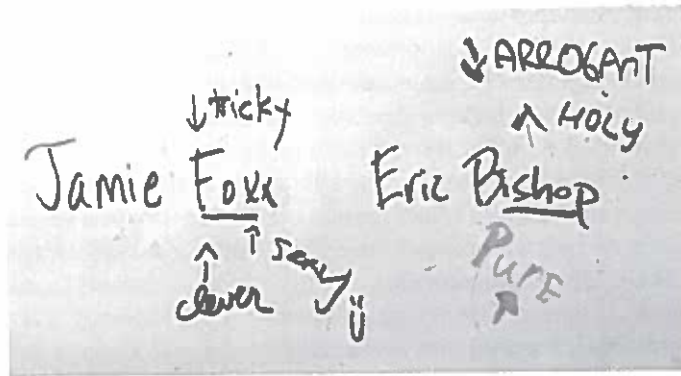 ARROGANT
tricky
HOLY
Jamie Foxx Eric Bishop
clever sexy
PURE